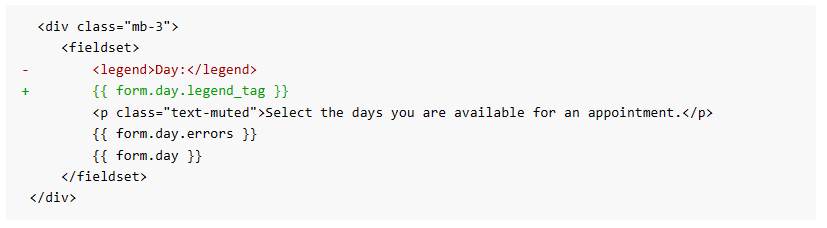 <div class="mb-3">
<fieldset>
- <legend>Day:</legend>
+ {{ form.day.legend_tag }}
<p class="text-muted">Select the days you are available for an appointment.</p>
{{ form.day.errors }}
{{ form.day }}
</fieldset>
</div>